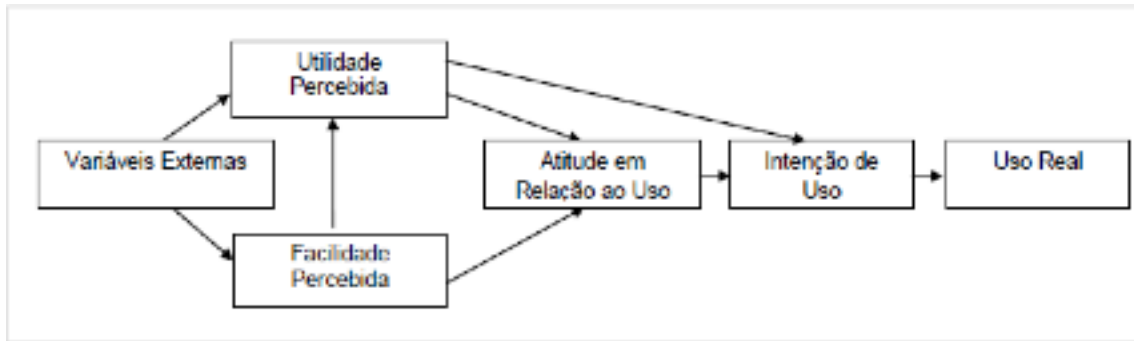 Utilidade
Percebida
Variáveis Externas
Atitude em
Relação ao Uso
Intenção de
Uso
Uso Real
Facilidade
Percebida